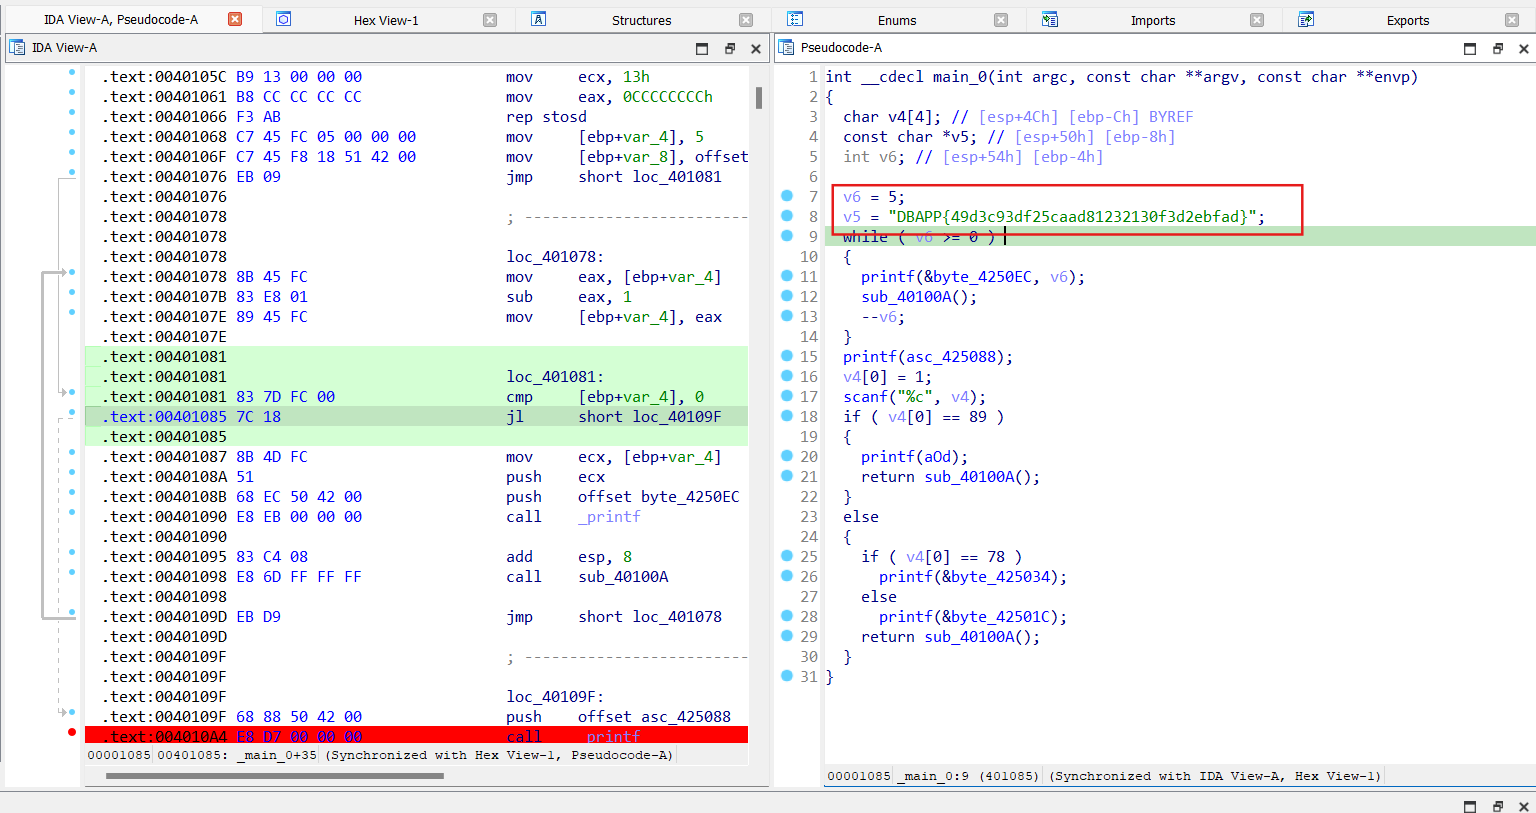 IDA View-A, Pseudocode-A
Hex View-1
Structures
Enums
Imports
Exports
IDA View-A
.text:0040105C B9 13 00 00 00 mov ecx, 13h
.text:00401061 B8 CC CC CC CC mov eax, 0CCCCCCCCh
.text:00401066 F3 AB rep stosd
.text:00401068 C7 45 FC 05 00 00 00 mov [ebp+var_4], 5
.text:0040106F C7 45 F8 18 51 42 00 mov [ebp+var_8], offset
.text:00401076 EB 09 jmp short loc_401081
.text:00401076
.text:00401078 ; -------------------------
.text:00401078
.text:00401078 loc_401078:
.text:00401078 8B 45 FC mov eax, [ebp+var_4]
.text:0040107B 83 E8 01 sub eax, 1
.text:0040107E 89 45 FC mov [ebp+var_4], eax
.text:0040107E
.text:00401081
.text:00401081 loc_401081:
.text:00401081 83 7D FC 00 cmp [ebp+var_4], 0
.text:00401085 7C 18 jl short loc_40109F
.text:00401085
.text:00401087 8B 4D FC mov ecx, [ebp+var_4]
.text:0040108A 51 push ecx
.text:0040108B 68 EC 50 42 00 push offset byte_4250EC
.text:00401090 E8 EB 00 00 00 call _printf
.text:00401090
.text:00401095 83 C4 08 add esp, 8
.text:00401098 E8 6D FF FF FF call sub_40100A
.text:00401098
.text:0040109D EB D9 jmp short loc_401078
.text:0040109D
.text:0040109F ; -------------------------
.text:0040109F
.text:0040109F loc_40109F:
.text:0040109F 68 88 50 42 00 push offset asc_425088
.text:004010A4 E8 D7 00 00 00 call _printf
00001085 00401085: _main_0+35 (Synchronized with Hex View-1, Pseudocode-A)
Pseudocode-A
1 int __cdecl main_0(int argc, const char **argv, const char **envp)
2 {
3 char v4[4]; // [esp+4Ch] [ebp-Ch] BYREF
4 const char *v5; // [esp+50h] [ebp-8h]
5 int v6; // [esp+54h] [ebp-4h]
6
7 v6 = 5;
8 v5 = "DBAPP{49d3c93df25caad81232130f3d2ebfad}";
9 while ( v6 >= 0 )
10 {
11 printf(&byte_4250EC, v6);
12 sub_40100A();
13 --v6;
14 }
15 printf(asc_425088);
16 v4[0] = 1;
17 scanf("%c", v4);
18 if ( v4[0] == 89 )
19 {
20 printf(aOd);
21 return sub_40100A();
22 }
23 else
24 {
25 if ( v4[0] == 78 )
26 printf(&byte_425034);
27 else
28 printf(&byte_42501C);
29 return sub_40100A();
30 }
31 }
00001085 _main_0:9 (401085) (Synchronized with IDA View-A, Hex View-1)